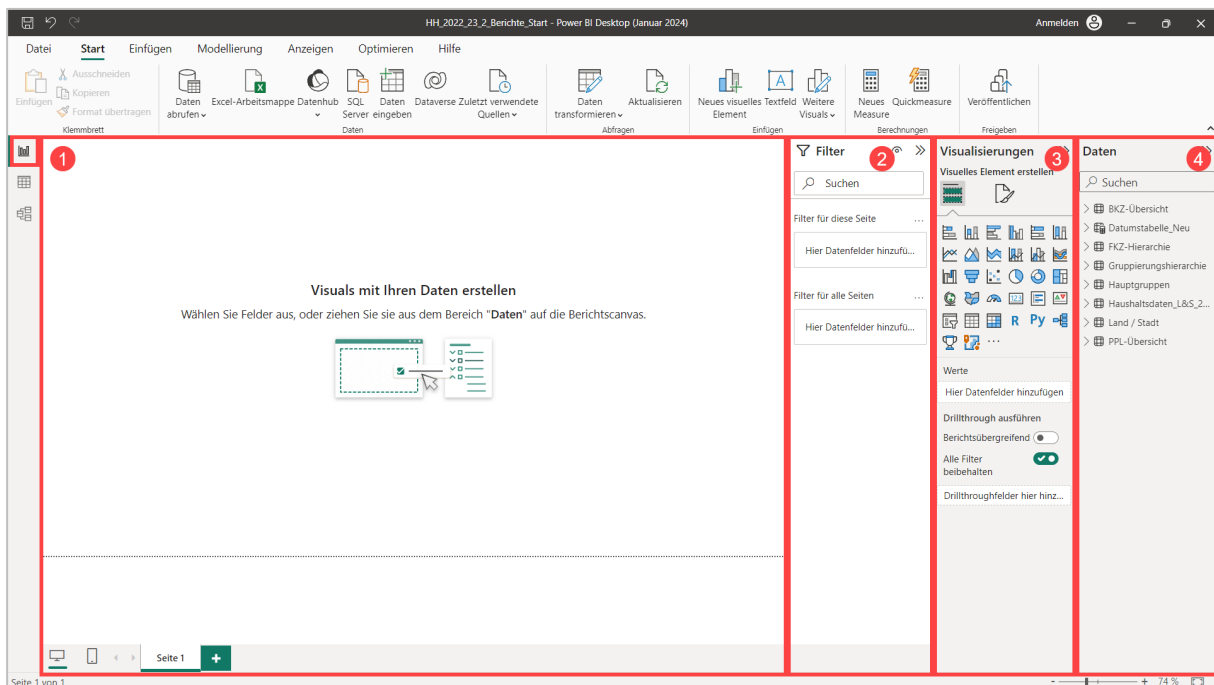 HH_2022_23_2_Berichte_Start - Power BI Desktop (Januar 2024)
Anmelden
Datei Start Einfügen Modellierung Anzeigen Optimieren Hilfe
Einfügen
Ausschneiden
Kopieren
Format übertragen
Klemmbrett
Daten abrufen
Excel-Arbeitsmappe
Datenhub
SQL Server
Daten eingeben
Dataverse
Zuletzt verwendete Quellen
Daten
Daten transformieren
Aktualisieren
Abfragen
Neues visuelles Element
Textfeld
Weitere Visuals
Einfügen
Neues Measure
Quickmeasure
Berechnungen
Veröffentlichen
Freigeben
1
Visuals mit Ihren Daten erstellen
Wählen Sie Felder aus, oder ziehen Sie sie aus dem Bereich "Daten" auf die Berichtscanvas.
Seite 1
Filter
2
Suchen
Filter für diese Seite ...
Hier Datenfelder hinzufü...
Filter für alle Seiten ...
Hier Datenfelder hinzufü...
Visualisierungen
3
Visuelles Element erstellen
123
R Py
...
Werte
Hier Datenfelder hinzufügen
Drillthrough ausführen
Berichtsübergreifend
Alle Filter
beibehalten
Drillthroughfelder hier hinz...
Daten
4
Suchen
BKZ-Übersicht
Datumstabelle_Neu
FKZ-Hierarchie
Gruppierungshierarchie
Hauptgruppen
Haushaltsdaten_L&S_2...
Land / Stadt
PPL-Übersicht
Seite 1 von 1
- + 74 %